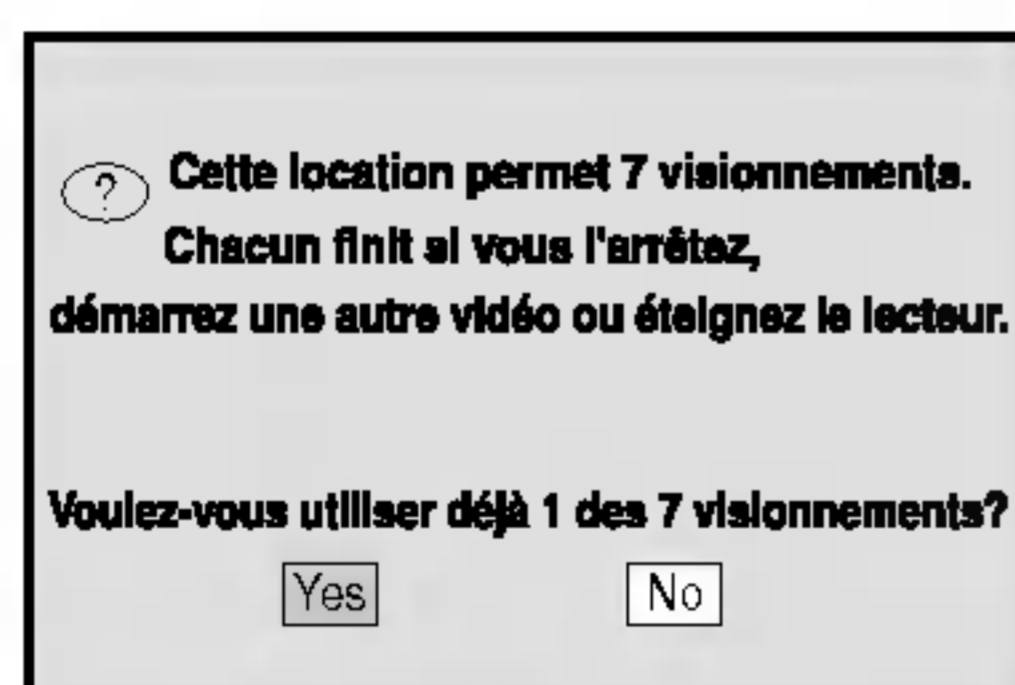 ? Cette location permet 7 visionnements.
Chacun finit si vous l'arrêtez,
démarrez une autre vidéo ou éteignez le lecteur.
Voulez-vous utiliser déjà 1 des 7 visionnements?
Yes No